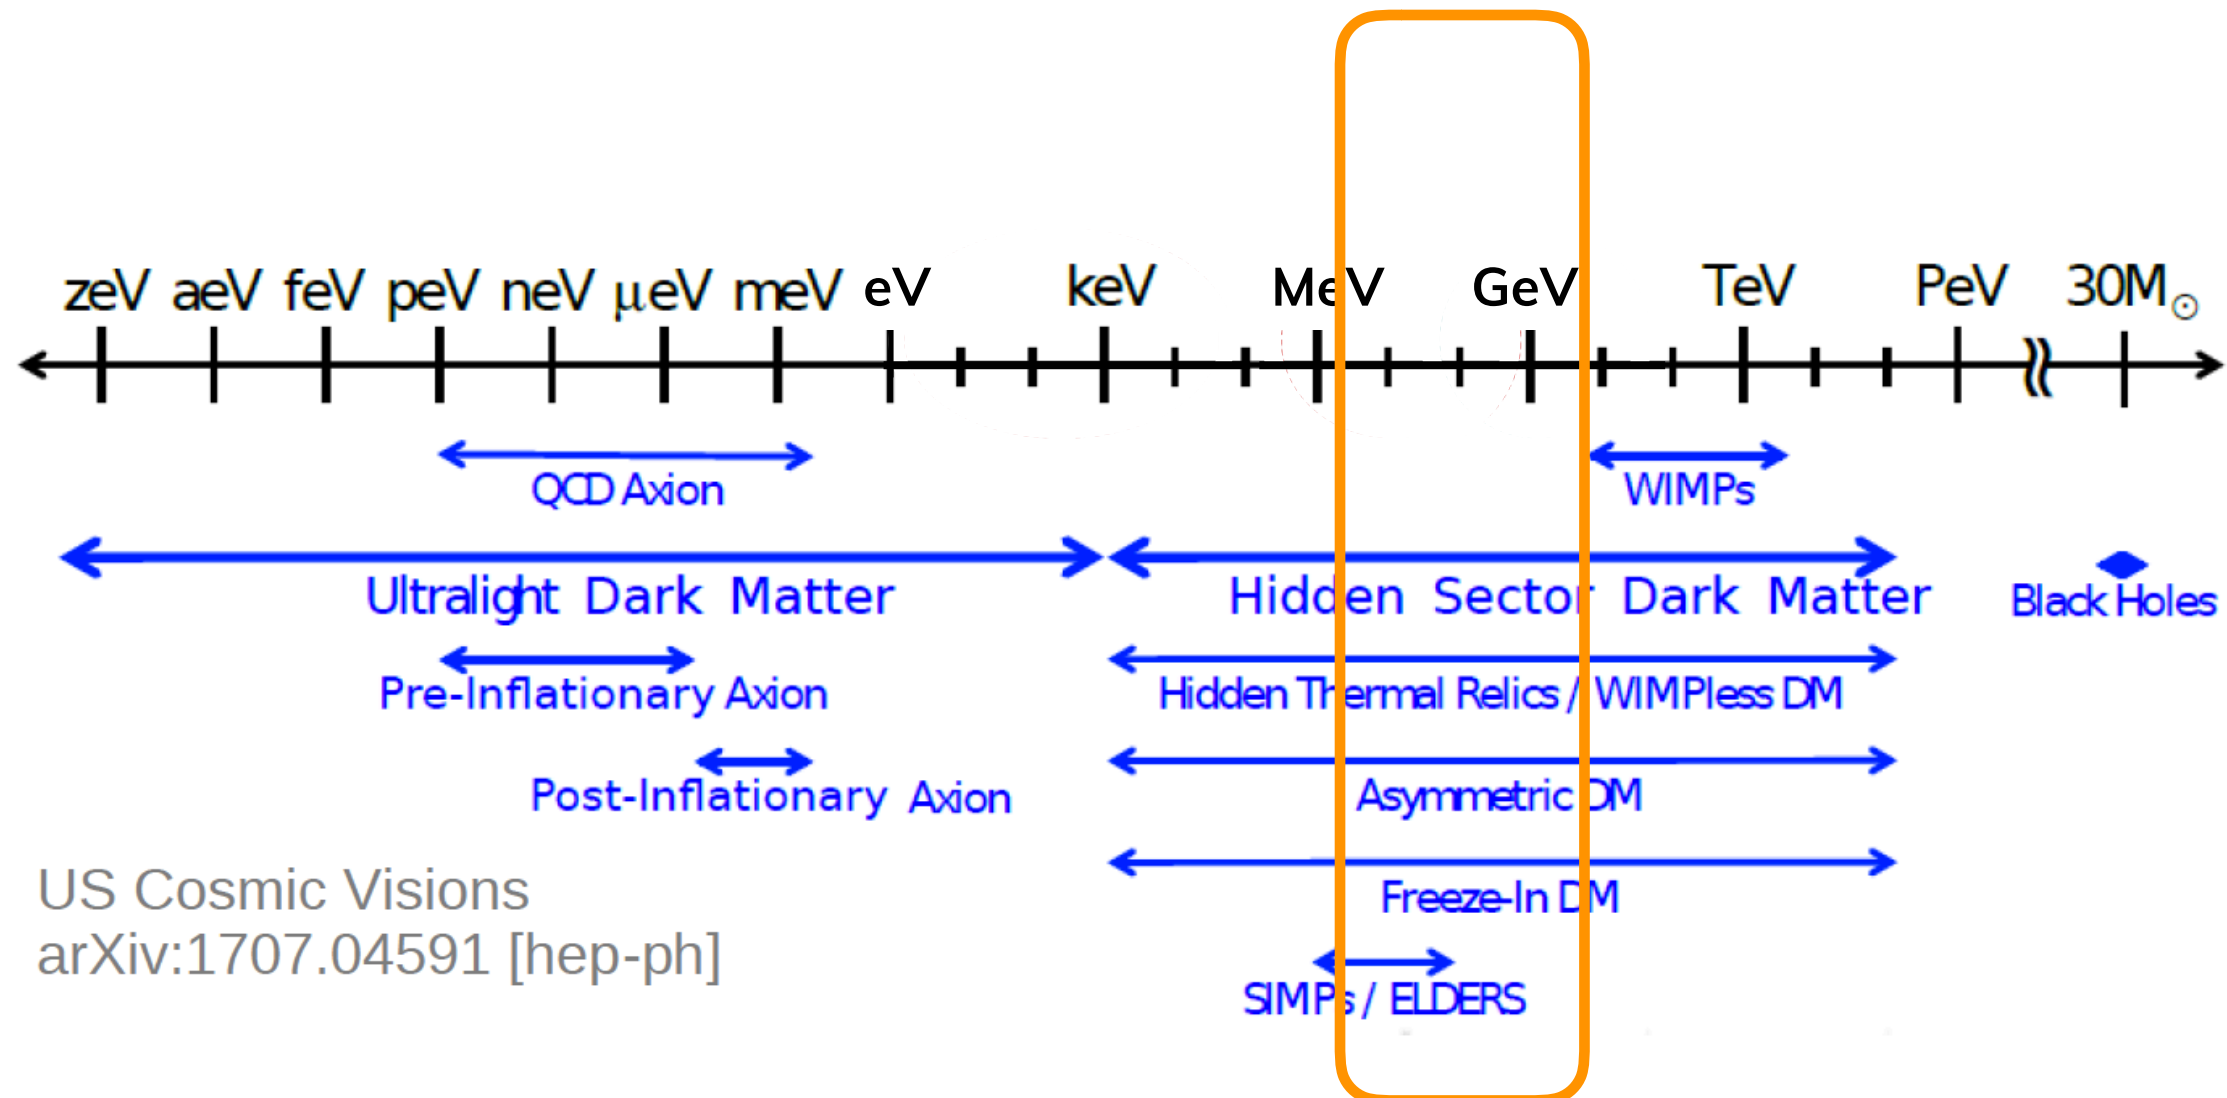 zeV aeV feV peV neV μeV meV eV keV MeV GeV TeV PeV 30M☉
QCD Axion WIMPs
Ultralight Dark Matter Hidden Sector Dark Matter Black Holes
Pre-Inflationary Axion Hidden Thermal Relics / WIMPless DM
Post-Inflationary Axion Asymmetric DM
Freeze-In DM
SIMPs / ELDERS
US Cosmic Visions
arXiv:1707.04591 [hep-ph]